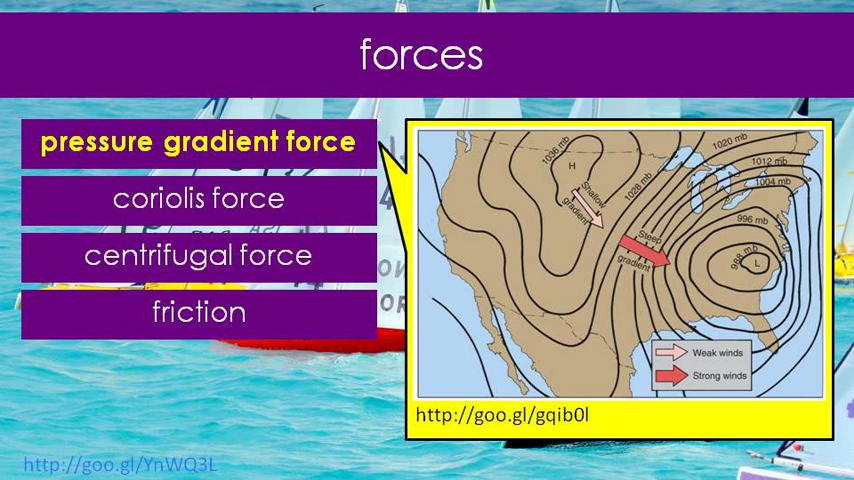 forces
pressure gradient force
coriolis force
centrifugal force
friction
1036 mb
H
Shallow
gradient
1028 mb
1020 mb
1012 mb
1004 mb
996 mb
988 mb
L
Steep
gradient
Weak winds
Strong winds
http://goo.gl/gqib0l
http://goo.gl/YnWQ3L